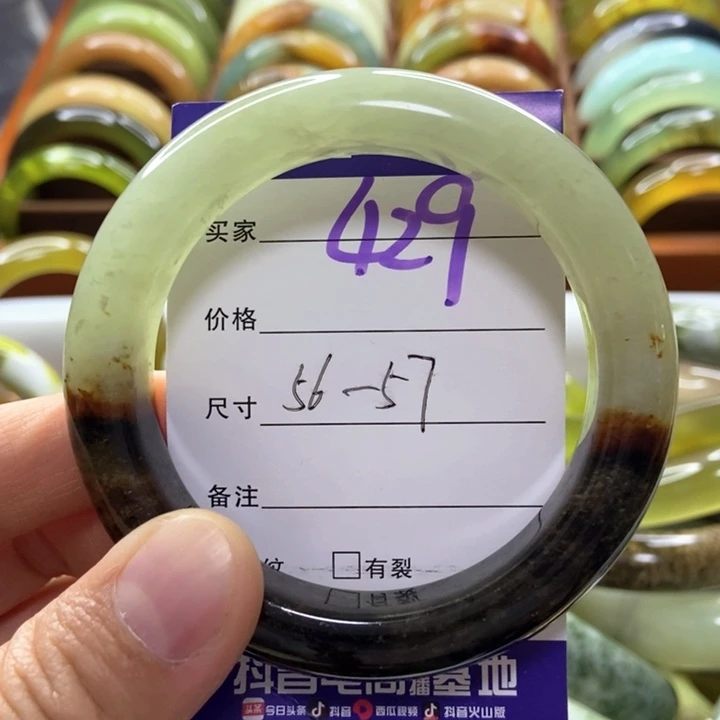 买家 429
价格
尺寸 56-57
备注
纹 □有裂
抖音电商直播基地
今日头条 抖音 西瓜视频 抖音火山版